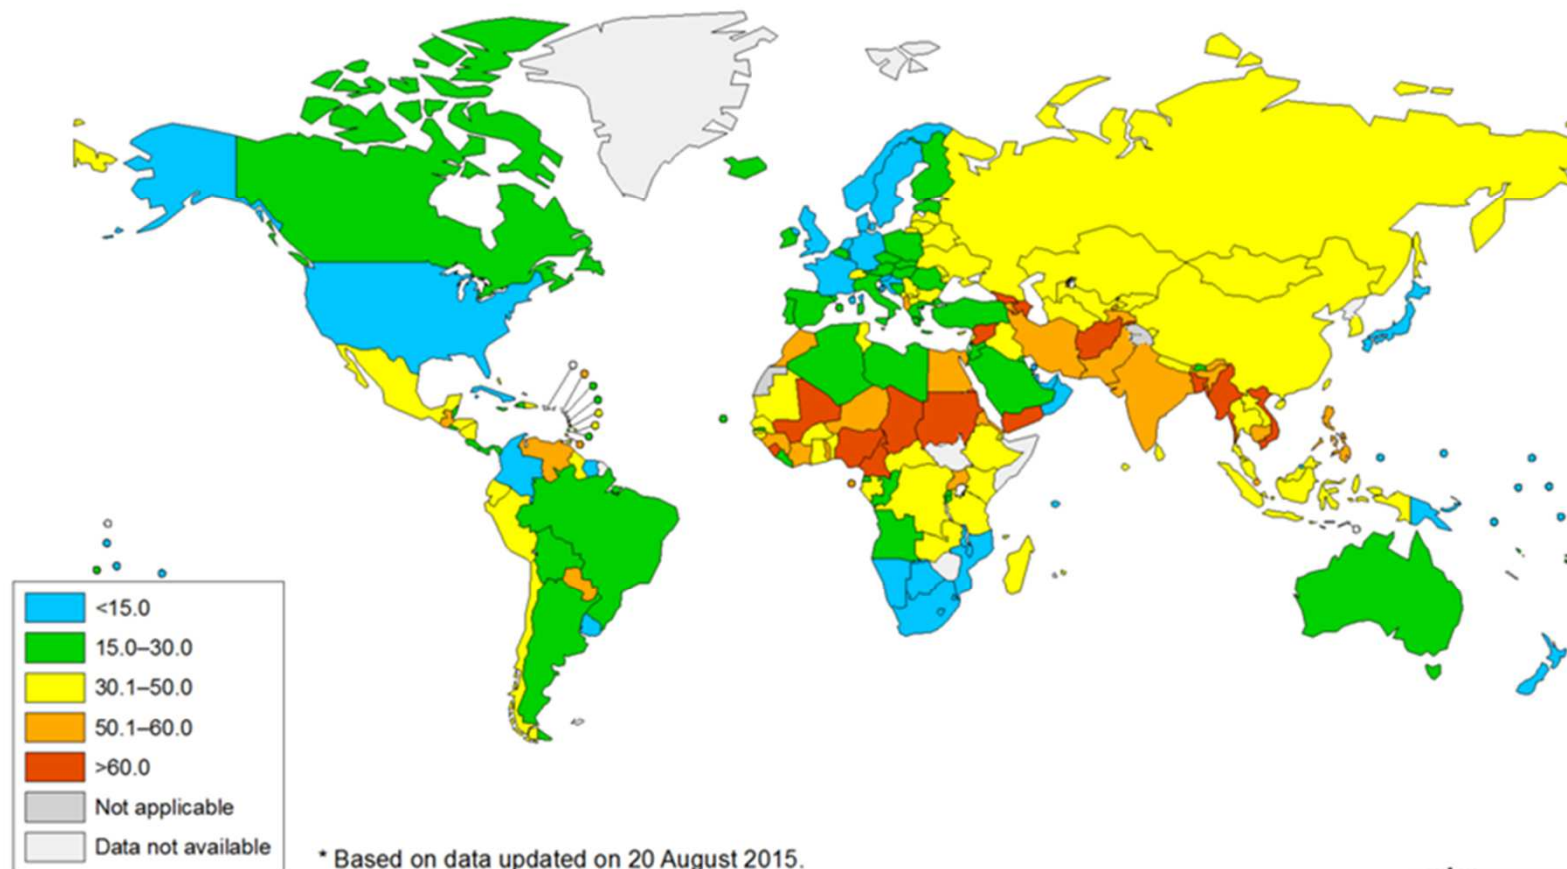 <15.0
15.0–30.0
30.1–50.0
50.1–60.0
>60.0
Not applicable
Data not available
* Based on data updated on 20 August 2015.